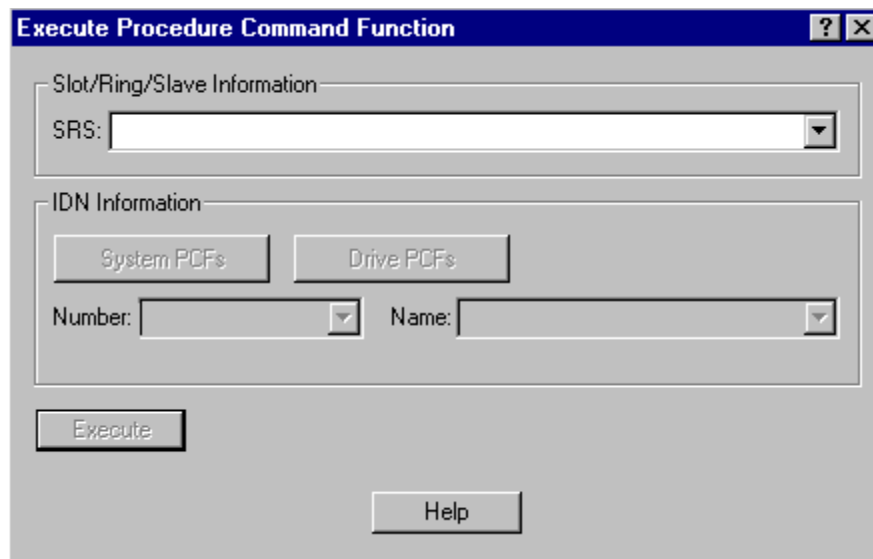 Execute Procedure Command Function
Slot/Ring/Slave Information
SRS:
IDN Information
System PCFs Drive PCFs
Number: Name:
Execute
Help